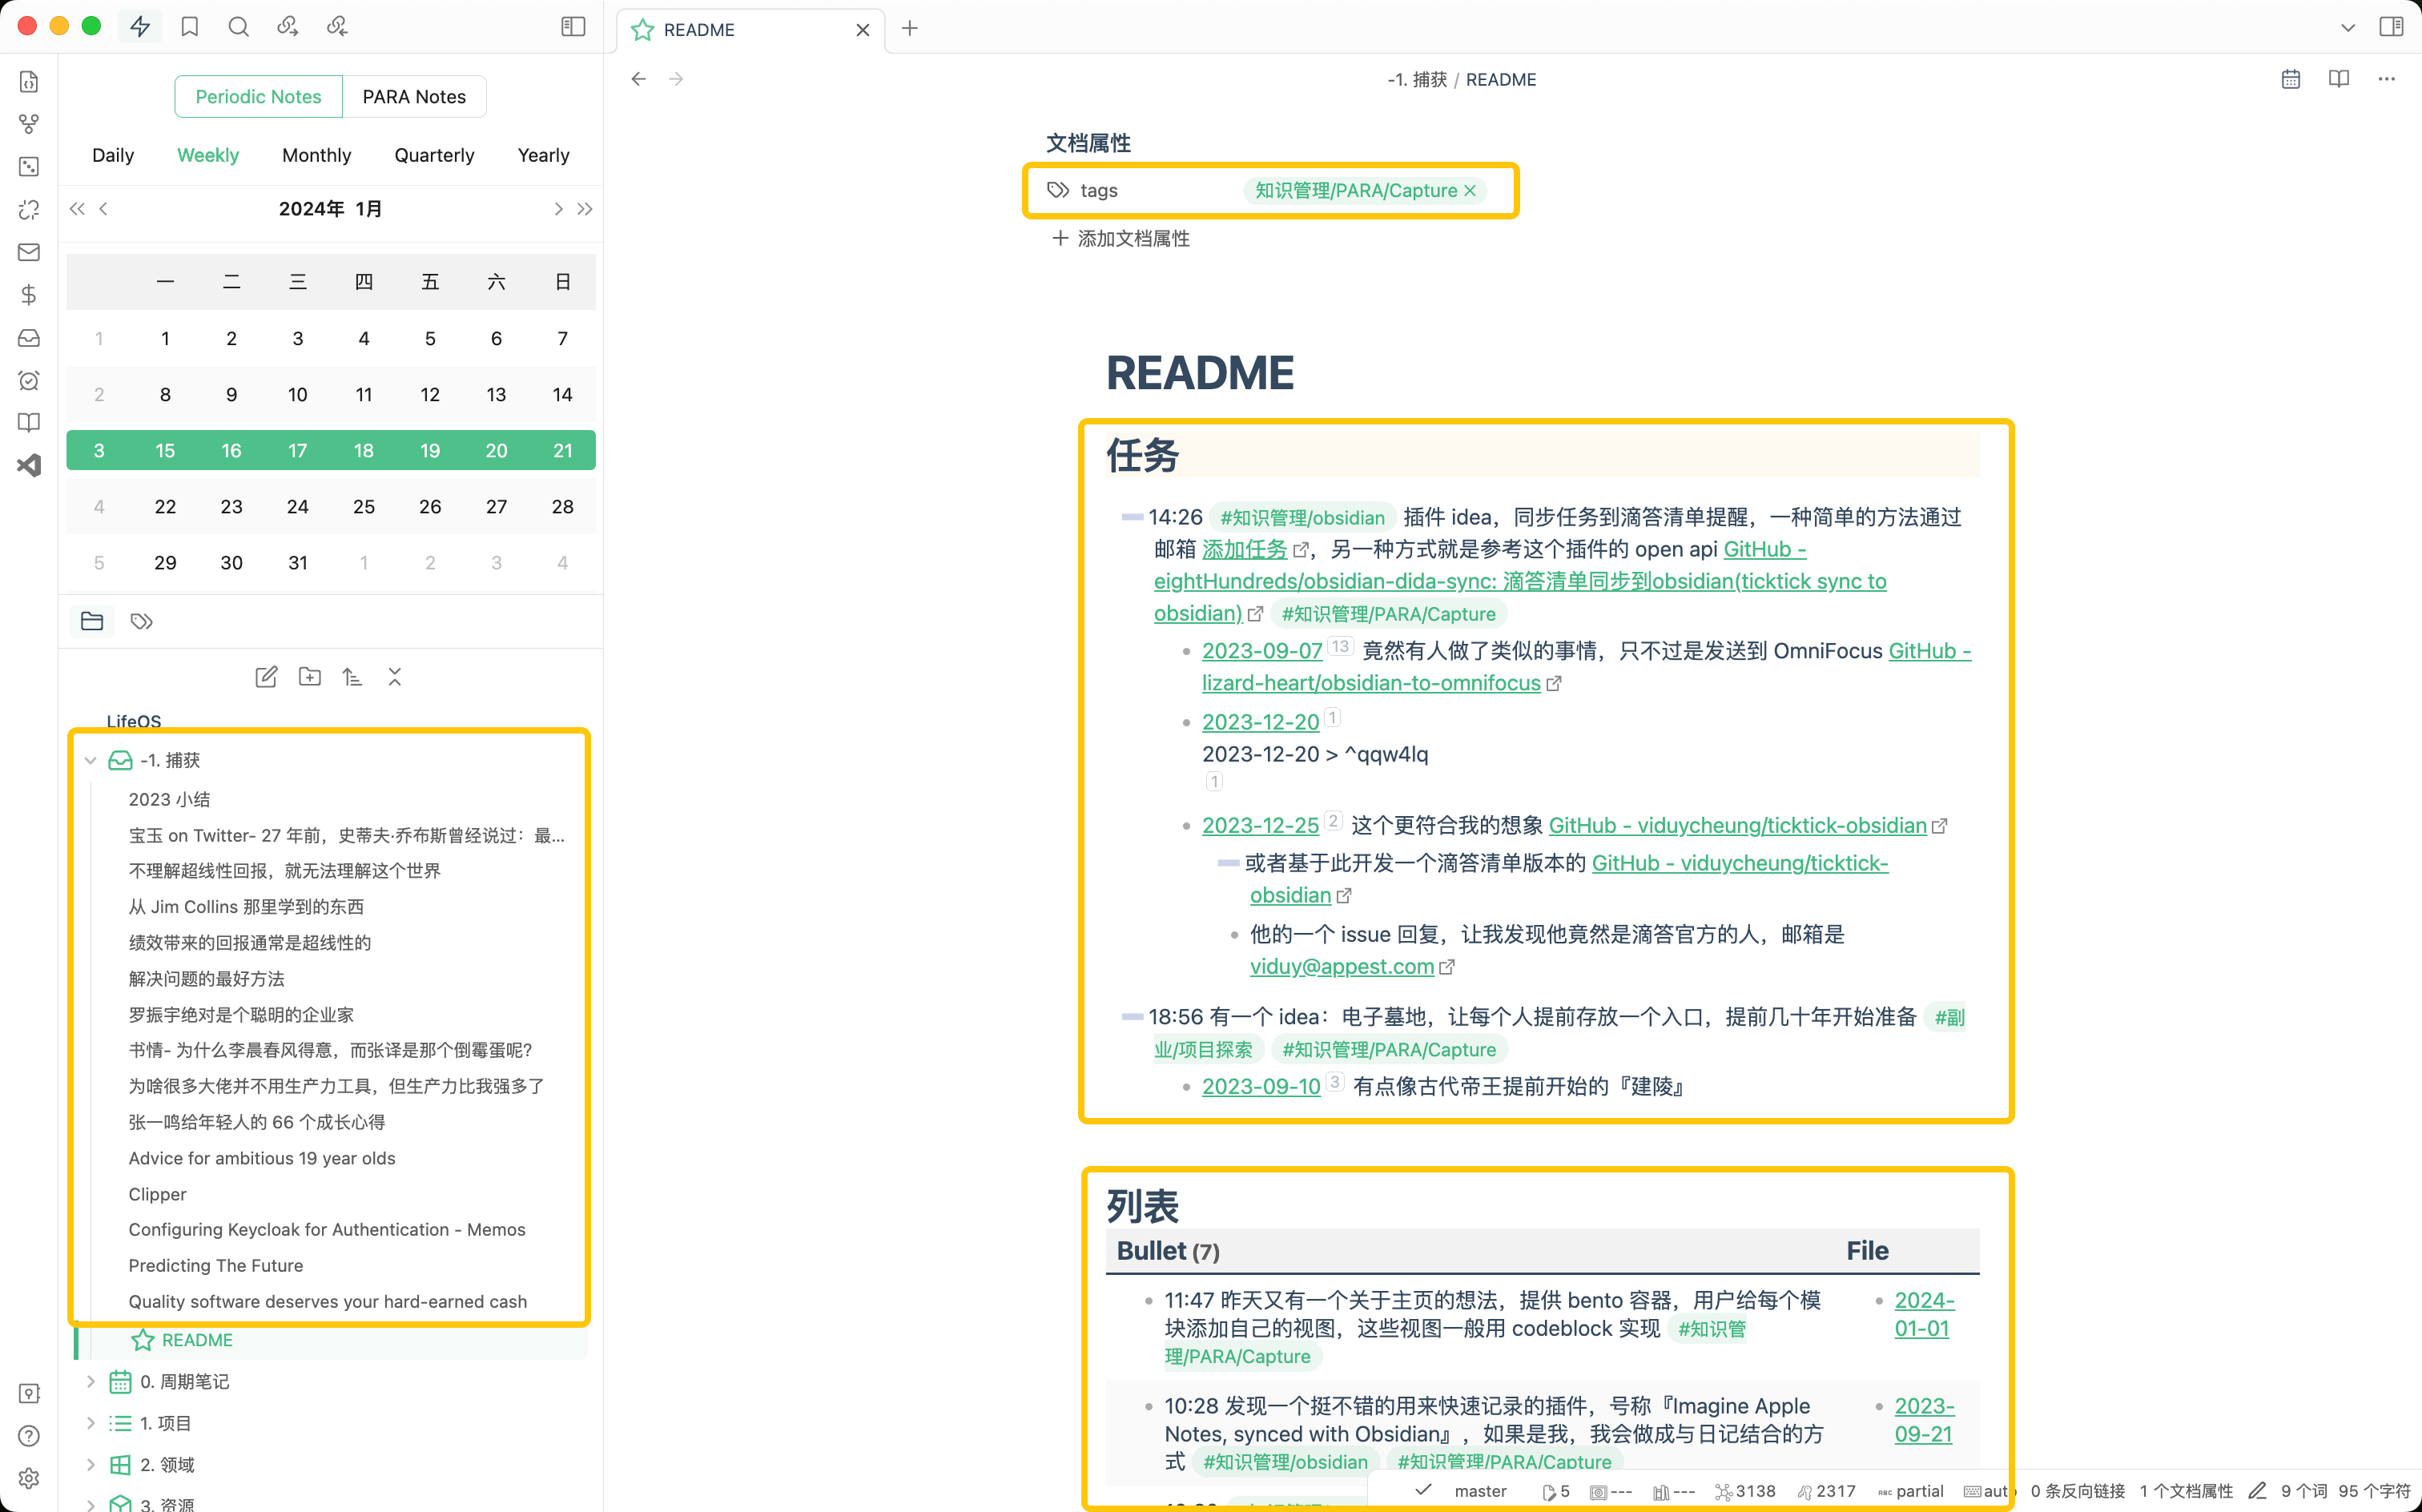 README
Periodic Notes PARA Notes
Daily Weekly Monthly Quarterly Yearly
2024年 1月
一 二 三 四 五 六 日
1 1 2 3 4 5 6 7
2 8 9 10 11 12 13 14
3 15 16 17 18 19 20 21
4 22 23 24 25 26 27 28
5 29 30 31 1 2 3 4
LifeOS
-1. 捕获
2023 小结
宝玉 on Twitter- 27 年前，史蒂夫·乔布斯曾经说过：最...
不理解超线性回报，就无法理解这个世界
从 Jim Collins 那里学到的东西
绩效带来的回报通常是超线性的
解决问题的最好方法
罗振宇绝对是个聪明的企业家
书情- 为什么李晨春风得意，而张译是那个倒霉蛋呢？
为啥很多大佬并不用生产力工具，但生产力比我强多了
张一鸣给年轻人的 66 个成长心得
Advice for ambitious 19 year olds
Clipper
Configuring Keycloak for Authentication - Memos
Predicting The Future
Quality software deserves your hard-earned cash
README
0. 周期笔记
1. 项目
2. 领域
3. 资源
-1. 捕获 / README
文档属性
tags 知识管理/PARA/Capture
添加文档属性
README
任务
14:26 #知识管理/obsidian 插件 idea，同步任务到滴答清单提醒，一种简单的方法通过
邮箱 添加任务，另一种方式就是参考这个插件的 open api GitHub -
eightHundreds/obsidian-dida-sync: 滴答清单同步到obsidian(ticktick sync to
obsidian) #知识管理/PARA/Capture
2023-09-07 13 竟然有人做了类似的事情，只不过是发送到 OmniFocus GitHub -
lizard-heart/obsidian-to-omnifocus
2023-12-20 1
2023-12-20 > ^qqw4lq
1
2023-12-25 2 这个更符合我的想象 GitHub - viduycheung/ticktick-obsidian
或者基于此开发一个滴答清单版本的 GitHub - viduycheung/ticktick-
obsidian
他的一个 issue 回复，让我发现他竟然是滴答官方的人，邮箱是
viduy@appest.com
18:56 有一个 idea：电子墓地，让每个人提前存放一个入口，提前几十年开始准备 #副
业/项目探索 #知识管理/PARA/Capture
2023-09-10 3 有点像古代帝王提前开始的『建陵』
列表
Bullet (7) File
11:47 昨天又有一个关于主页的想法，提供 bento 容器，用户给每个模
块添加自己的视图，这些视图一般用 codeblock 实现 #知识管
理/PARA/Capture
2024-
01-01
10:28 发现一个挺不错的用来快速记录的插件，号称『Imagine Apple
Notes, synced with Obsidian』，如果是我，我会做成与日记结合的方
式 #知识管理/obsidian #知识管理/PARA/Capture
2023-
09-21
master 5 --- --- 3138 2317 partial auto 0 条反向链接 1 个文档属性 9 个词 95 个字符